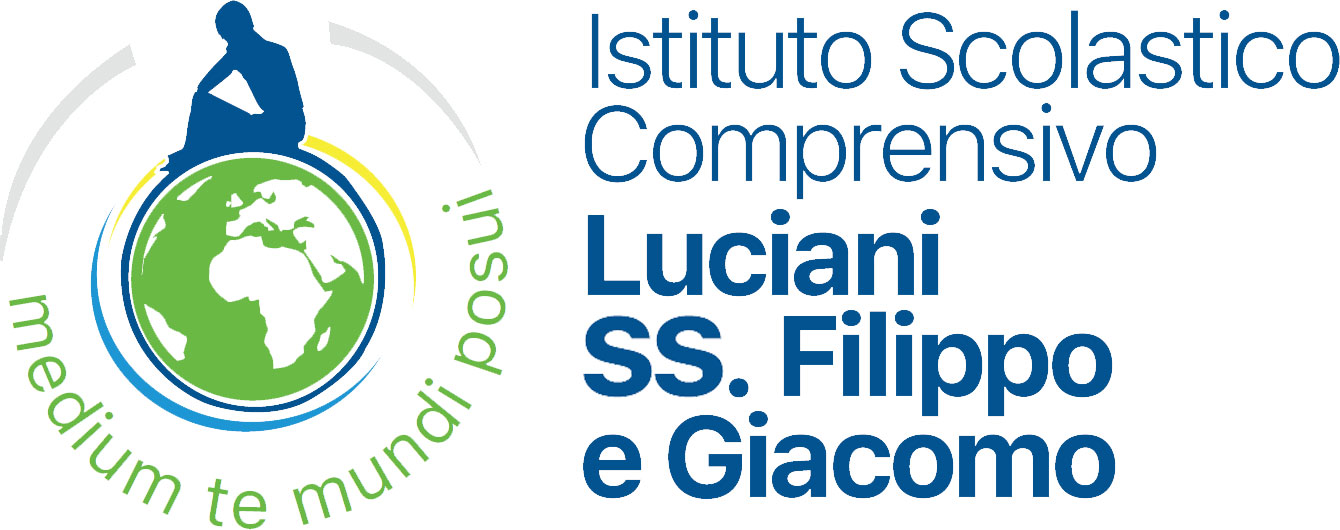 medium te mundi posui
Istituto Scolastico
Comprensivo
Luciani
SS. Filippo
e Giacomo